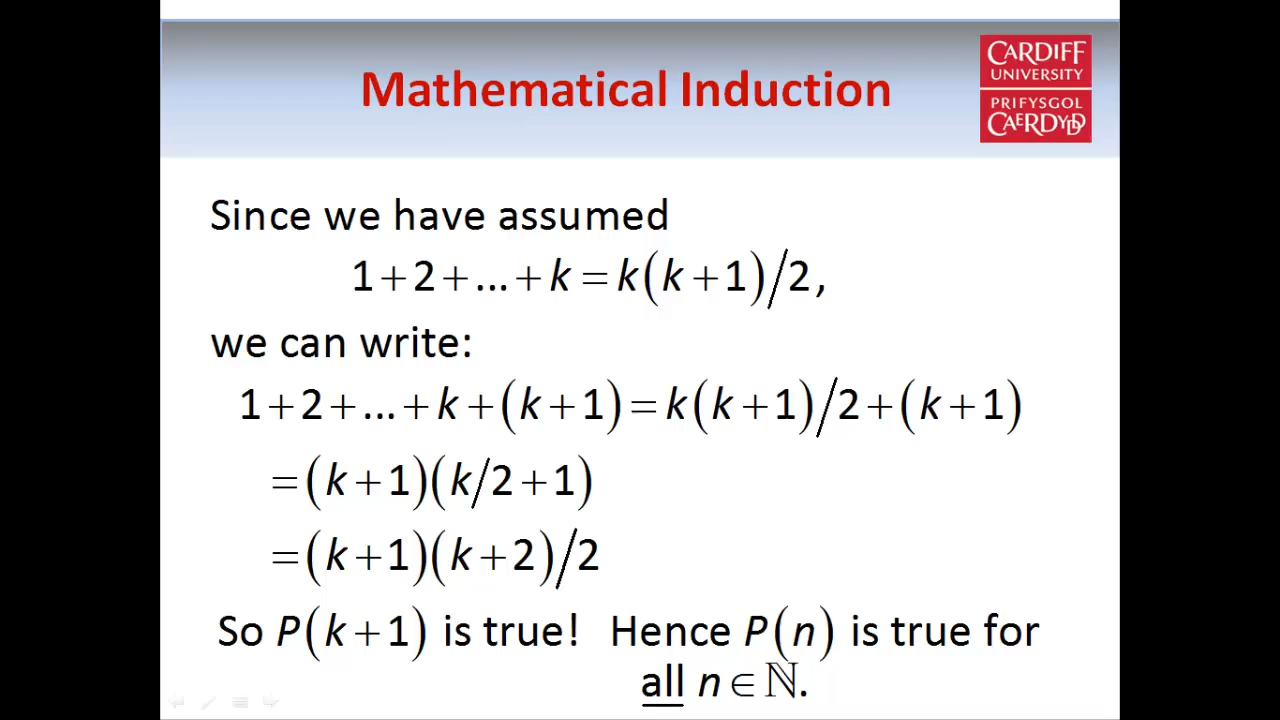 Mathematical Induction
CARDIFF
UNIVERSITY
PRIFYSGOL
CAERDYDD
Since we have assumed
1+2+...+k=k(k+1)/2,
we can write:
1+2+...+k+(k+1)=k(k+1)/2+(k+1)
=(k+1)(k/2+1)
=(k+1)(k+2)/2
So P(k+1) is true! Hence P(n) is true for
all n∈ℕ.